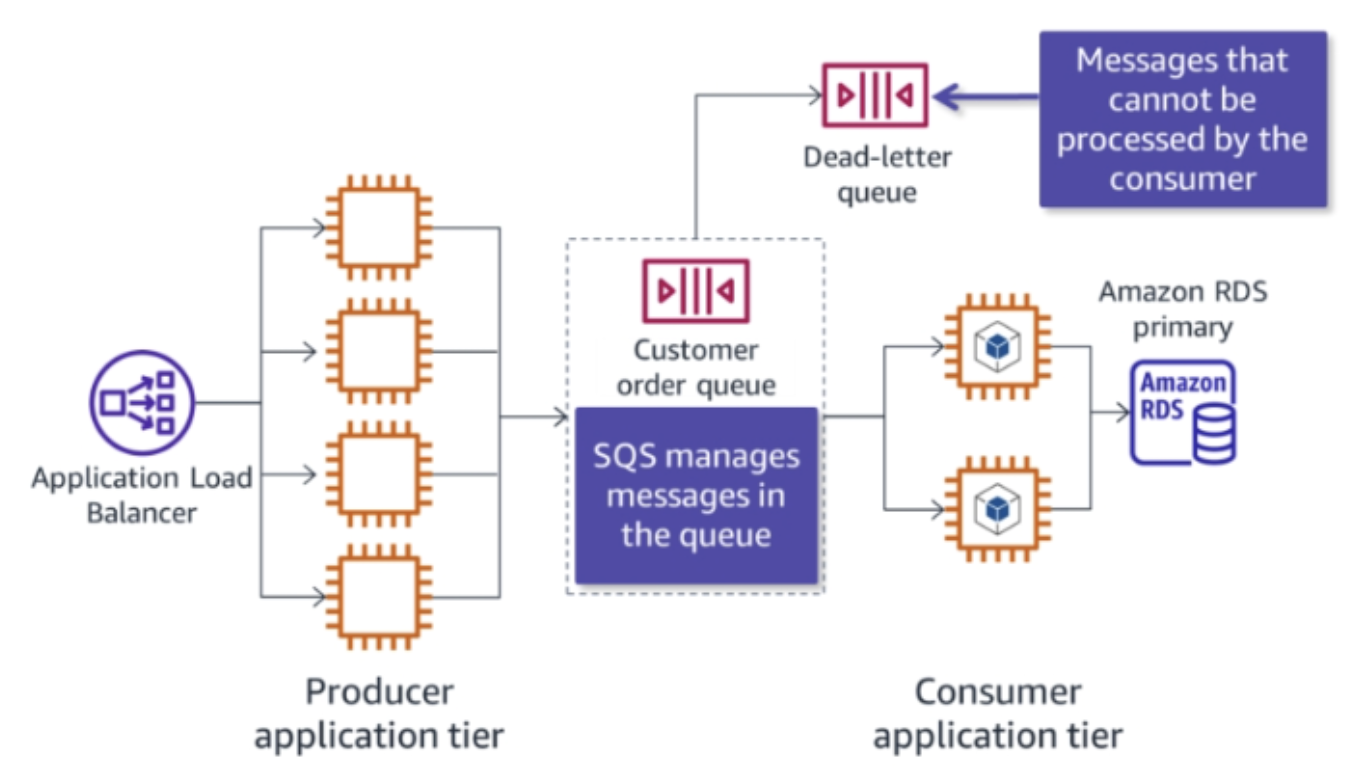 Messages that
cannot be
processed by the
consumer
Dead-letter
queue
Customer
order queue
SQS manages
messages in
the queue
Amazon RDS
primary
Amazon
RDS
Application Load
Balancer
Producer
application tier
Consumer
application tier